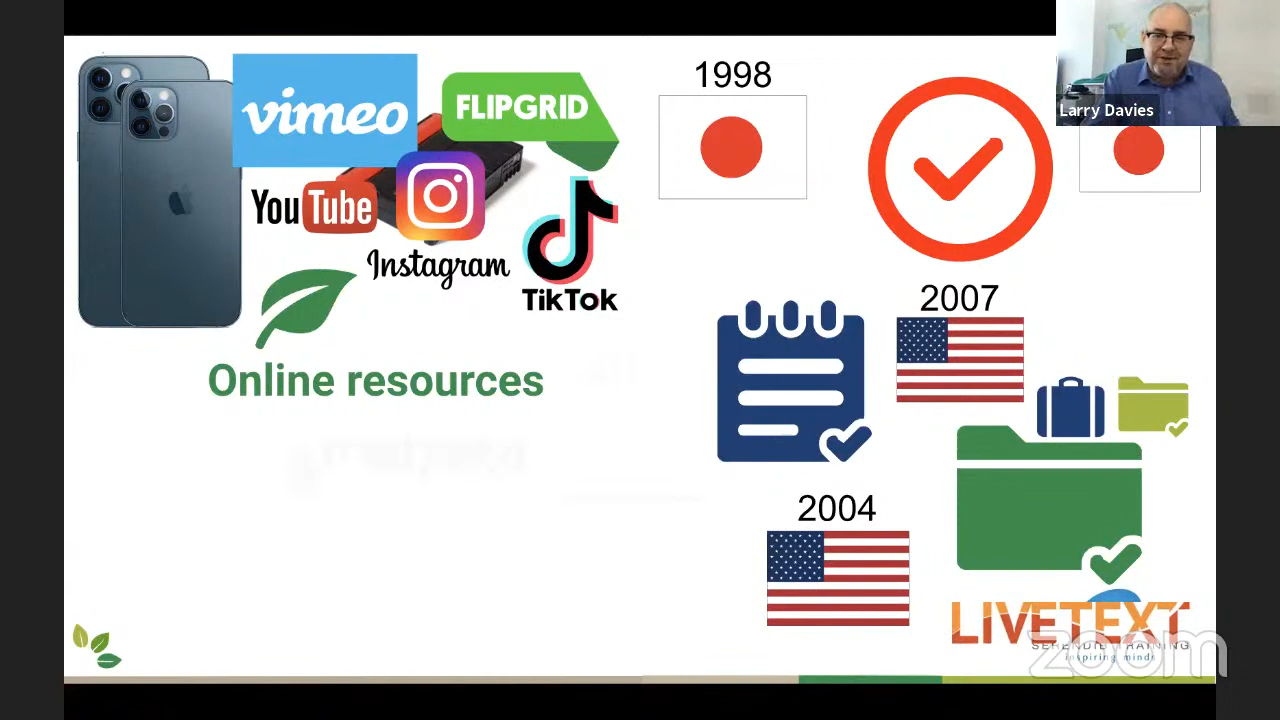 vimeo
FLIPGRID
1998
Larry Davies
YouTube
Instagram
TikTok
Online resources
2007
2004
LIVETEXT
SERENDIB TRAINING
inspiring minds
zoom